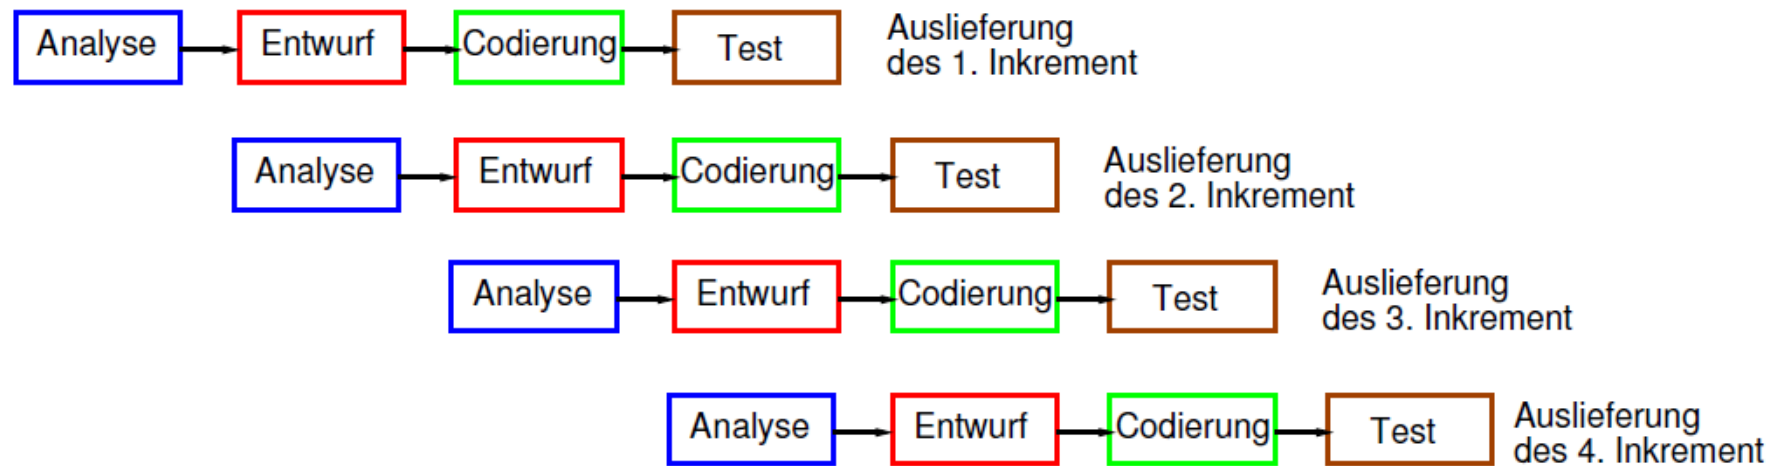 Analyse Entwurf Codierung Test Auslieferung
des 1. Inkrement
Analyse Entwurf Codierung Test Auslieferung
des 2. Inkrement
Analyse Entwurf Codierung Test Auslieferung
des 3. Inkrement
Analyse Entwurf Codierung Test Auslieferung
des 4. Inkrement